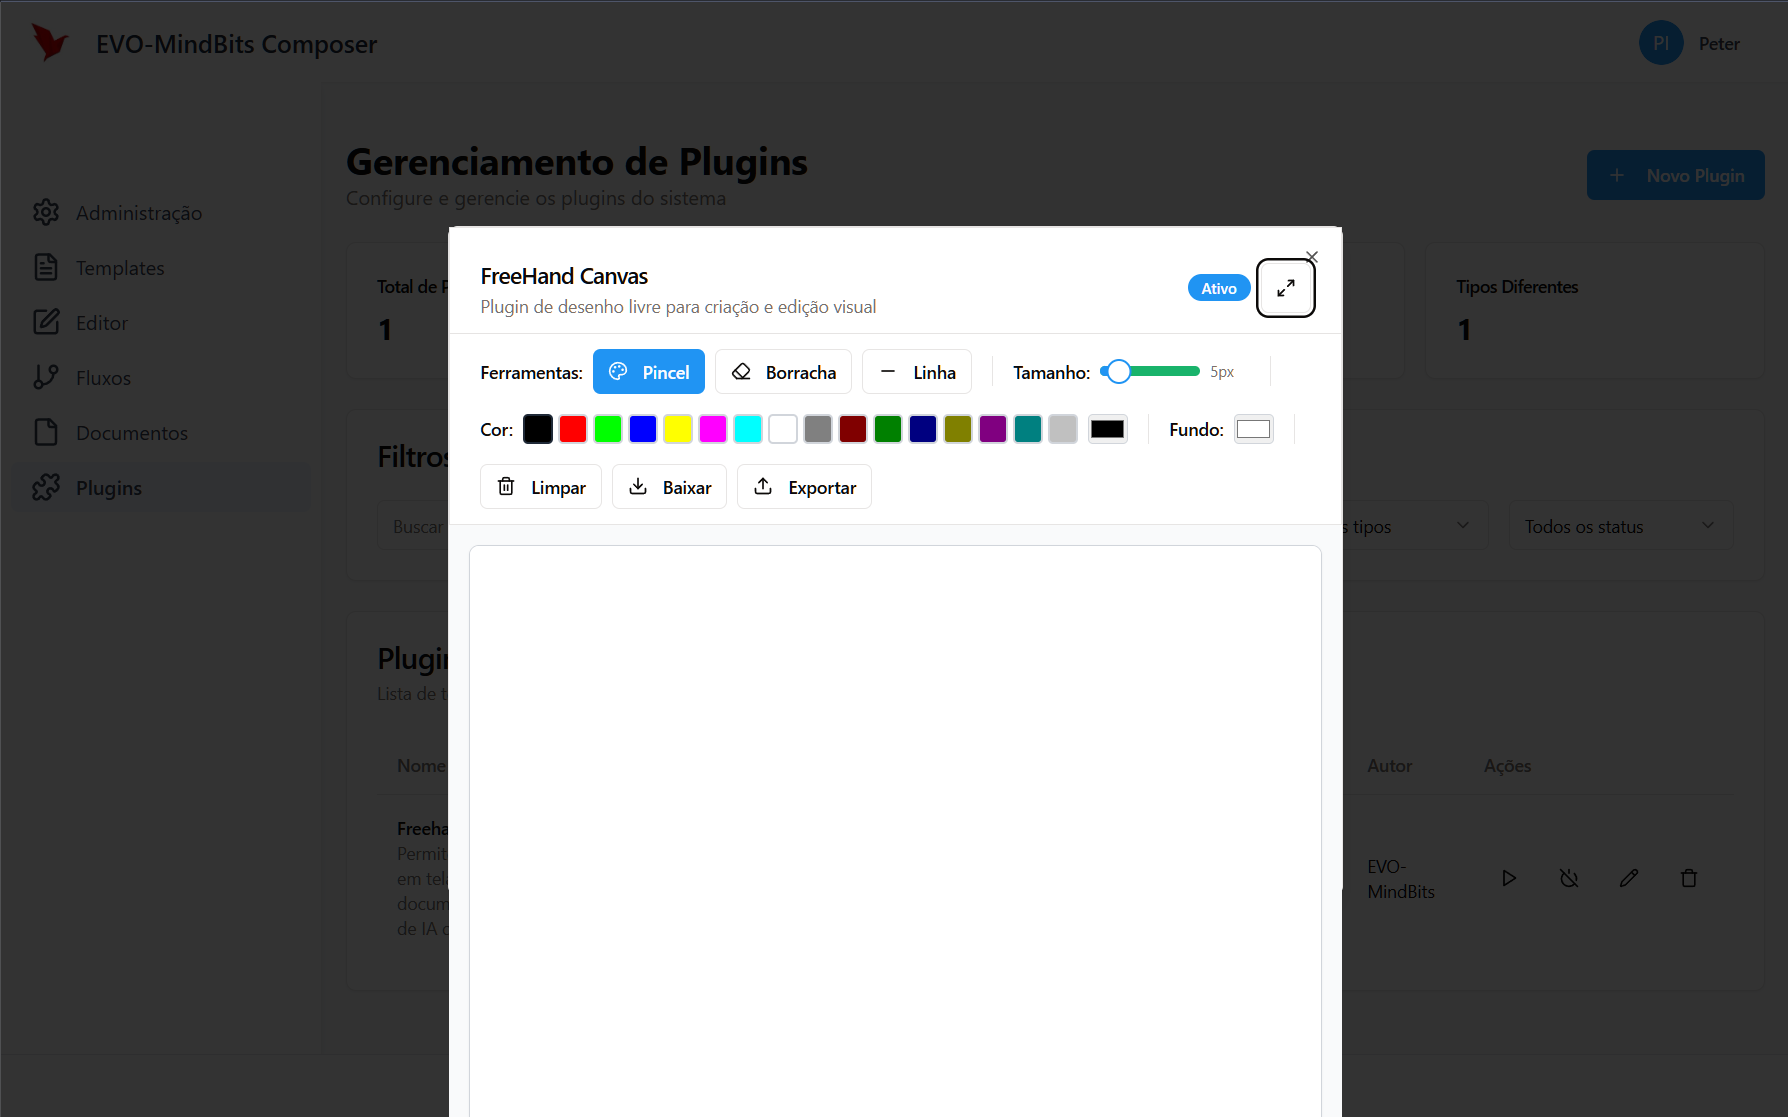 EVO-MindBits Composer
PI
Peter
Gerenciamento de Plugins
Configure e gerencie os plugins do sistema
+ Novo Plugin
Administração
Templates
Editor
Fluxos
Documentos
Plugins
Total de P
1
Tipos Diferentes
1
FreeHand Canvas
Plugin de desenho livre para criação e edição visual
Ativo
Ferramentas:
Pincel
Borracha
Linha
Tamanho:
5px
Cor:
Fundo:
Limpar
Baixar
Exportar
Filtros
Buscar
s tipos
Todos os status
Plugin
Lista de t
Nome
Autor
Ações
Freeha
Permit
em tela
docum
de IA
EVO-
MindBits